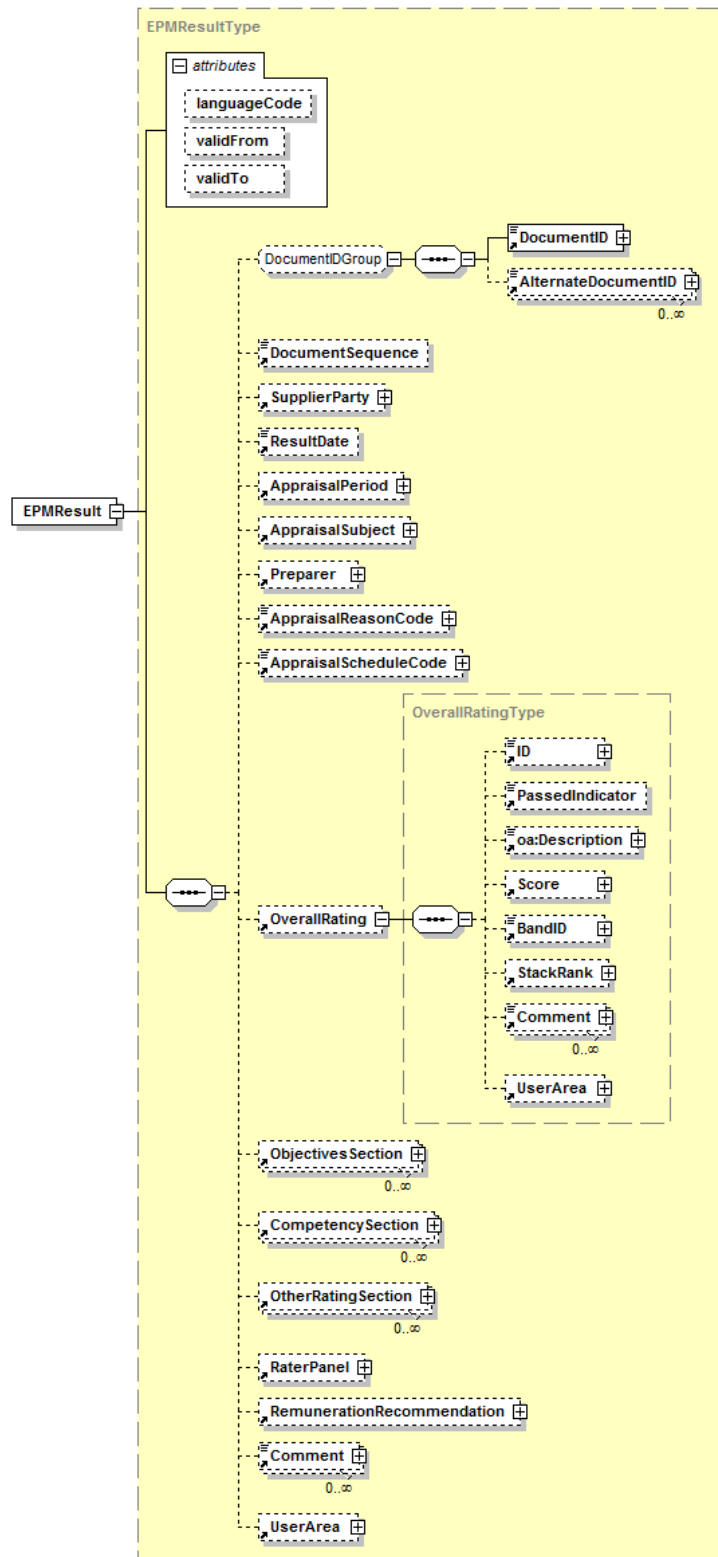 EPMResultType
attributes
languageCode
validFrom
validTo
DocumentIDGroup
DocumentID
AlternateDocumentID
0..∞
DocumentSequence
SupplierParty
ResultDate
AppraisalPeriod
EPMResult
AppraisalSubject
Preparer
AppraisalReasonCode
AppraisalScheduleCode
OverallRatingType
ID
PassedIndicator
oa:Description
Score
OverallRating
BandID
StackRank
Comment
0..∞
UserArea
ObjectivesSection
0..∞
CompetencySection
0..∞
OtherRatingSection
0..∞
RaterPanel
RemunerationRecommendation
Comment
0..∞
UserArea